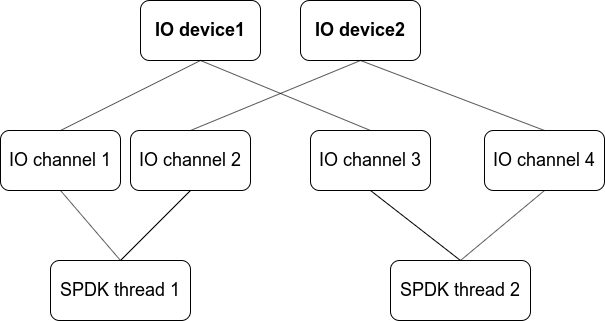 IO device1
IO device2
IO channel 1
IO channel 2
IO channel 3
IO channel 4
SPDK thread 1
SPDK thread 2